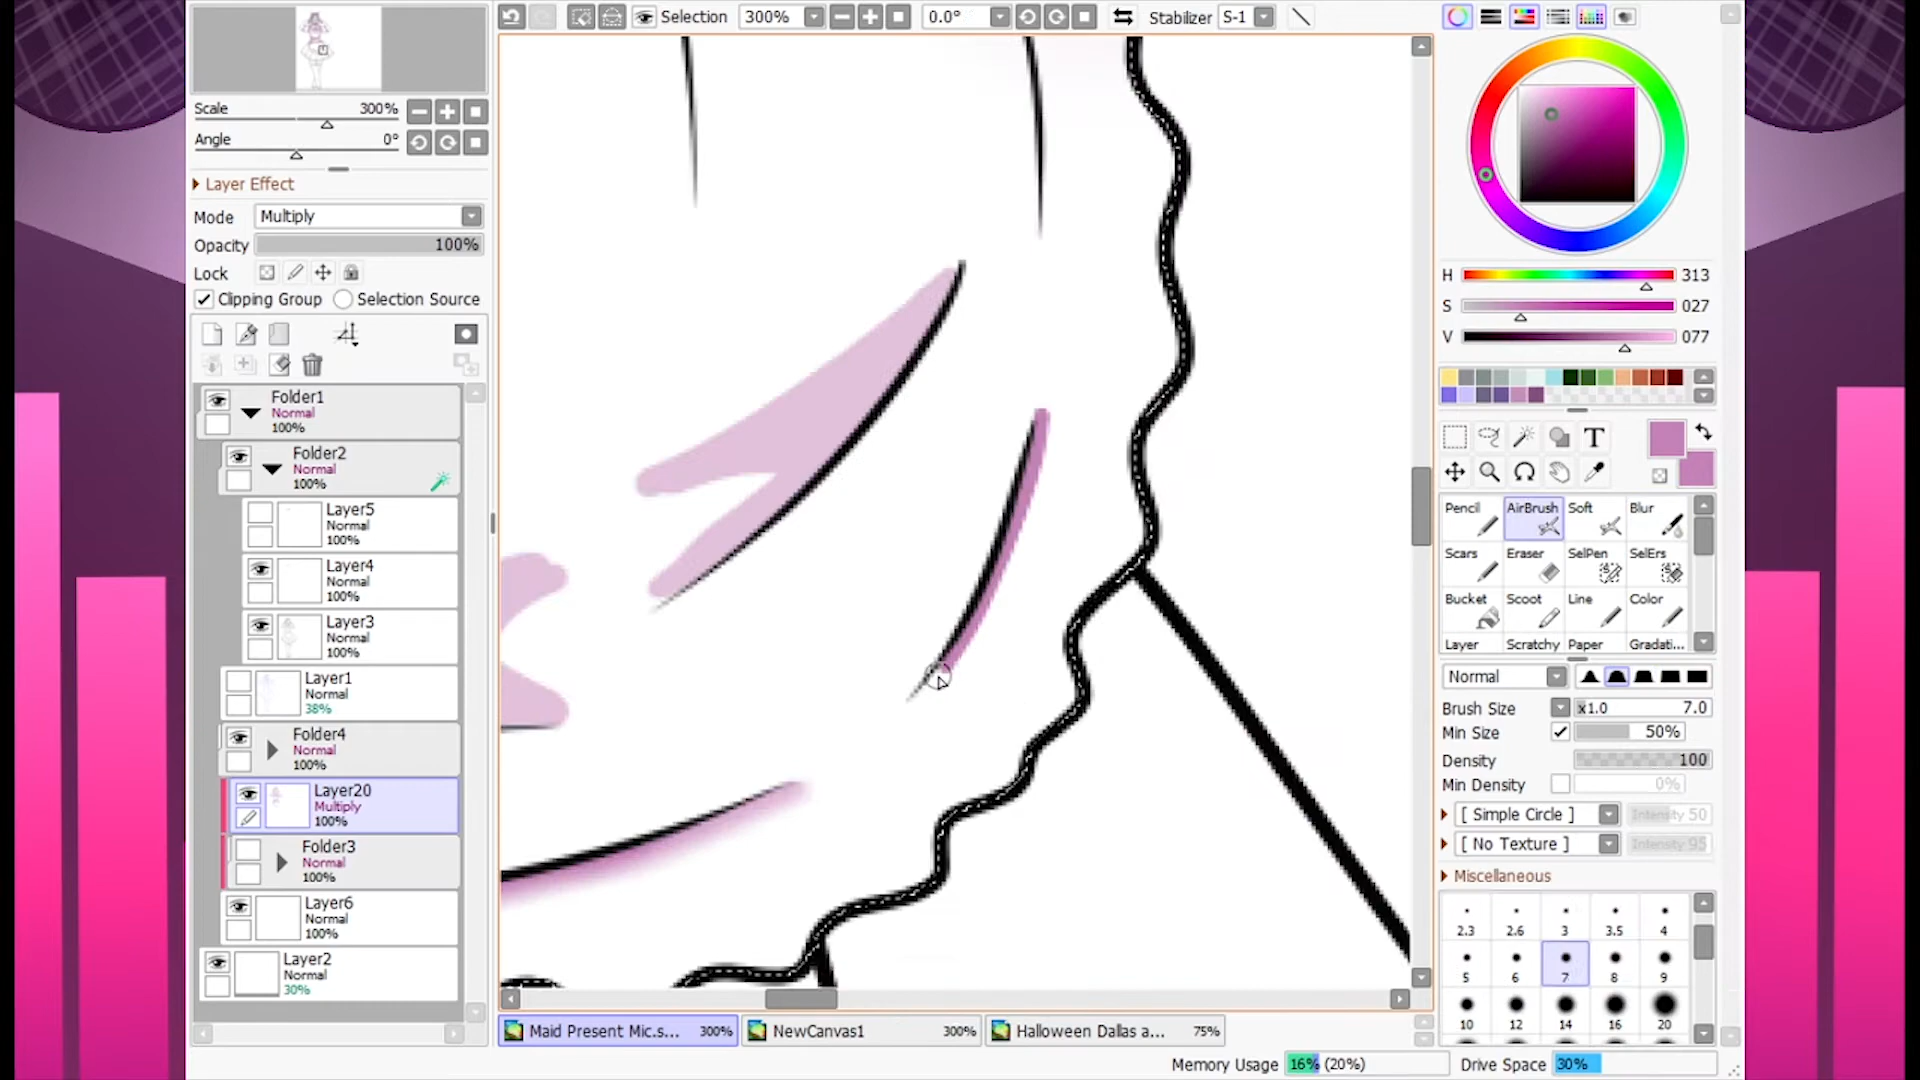 Selection 300% 0.0° Stabilizer S-1
Scale 300%
Angle 0°
Layer Effect
Mode Multiply
Opacity 100%
Lock
Clipping Group Selection Source
Folder1
Normal
100%
Folder2
Normal
100%
Layer5
Normal
100%
Layer4
Normal
100%
Layer3
Normal
100%
Layer1
Normal
38%
Folder4
Normal
100%
Layer20
Multiply
100%
Folder3
Normal
100%
Layer6
Normal
100%
Layer2
Normal
30%
H 313
S 027
V 077
T
Pencil AirBrush Soft Blur
Scars Eraser SelPen SelErs
Bucket Scoot Line Color
Layer Scratchy Paper Gradati...
Normal
Brush Size x1.0 7.0
Min Size 50%
Density 100
Min Density 0%
[ Simple Circle ] Intensity 50
[ No Texture ] Intensity 95
Miscellaneous
2.3 2.6 3 3.5 4
5 6 7 8 9
10 12 14 16 20
Maid Present Mic.s... 300% NewCanvas1 300% Halloween Dallas a... 75%
Memory Usage 16% (20%) Drive Space 30%